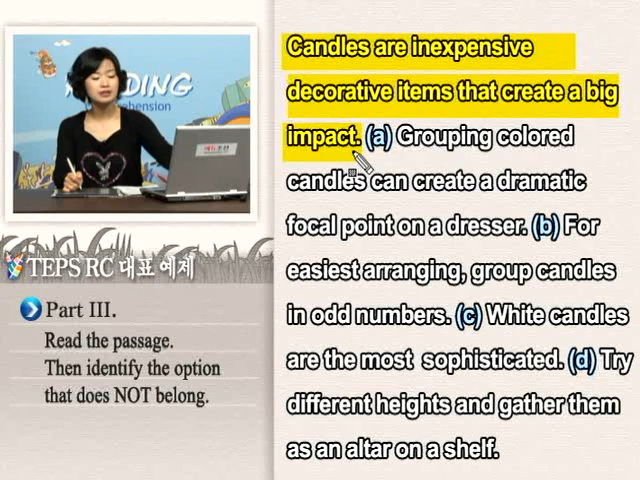 READING
Comprehension
TEPS RC 대표 예제
Part III.
Read the passage.
Then identify the option
that does NOT belong.
Candles are inexpensive
decorative items that create a big
impact. (a) Grouping colored
candles can create a dramatic
focal point on a dresser. (b) For
easiest arranging, group candles
in odd numbers. (c) White candles
are the most sophisticated. (d) Try
different heights and gather them
as an altar on a shelf.